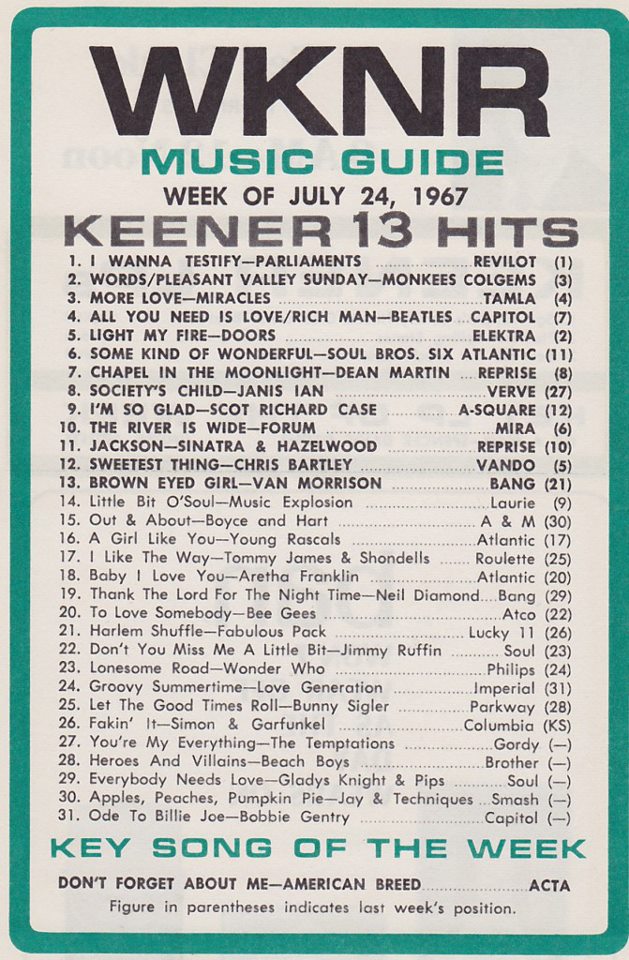 WKNR
MUSIC GUIDE
WEEK OF JULY 24, 1967
KEENER 13 HITS
1. I WANNA TESTIFY—PARLIAMENTS ........ REVILOT (1)
2. WORDS/PLEASANT VALLEY SUNDAY—MONKEES COLGEMS (3)
3. MORE LOVE—MIRACLES ........ TAMLA (4)
4. ALL YOU NEED IS LOVE/RICH MAN—BEATLES CAPITOL (7)
5. LIGHT MY FIRE—DOORS ........ ELEKTRA (2)
6. SOME KIND OF WONDERFUL—SOUL BROS. SIX ATLANTIC (11)
7. CHAPEL IN THE MOONLIGHT—DEAN MARTIN .... REPRISE (8)
8. SOCIETY'S CHILD—JANIS IAN ........ VERVE (27)
9. I'M SO GLAD—SCOT RICHARD CASE ........ A-SQUARE (12)
10. THE RIVER IS WIDE—FORUM ........ MIRA (6)
11. JACKSON—SINATRA & HAZELWOOD ........ REPRISE (10)
12. SWEETEST THING—CHRIS BARTLEY ........ VANDO (5)
13. BROWN EYED GIRL—VAN MORRISON ........ BANG (21)
14. Little Bit O'Soul—Music Explosion ........ Laurie (9)
15. Out & About—Boyce and Hart ........ A & M (30)
16. A Girl Like You—Young Rascals ........ Atlantic (17)
17. I Like The Way—Tommy James & Shondells ....... Roulette (25)
18. Baby I Love You—Aretha Franklin ........ Atlantic (20)
19. Thank The Lord For The Night Time—Neil Diamond....Bang (29)
20. To Love Somebody—Bee Gees ........ Atco (22)
21. Harlem Shuffle—Fabulous Pack ........ Lucky 11 (26)
22. Don't You Miss Me A Little Bit—Jimmy Ruffin ........ Soul (23)
23. Lonesome Road—Wonder Who ........ Philips (24)
24. Groovy Summertime—Love Generation ........ Imperial (31)
25. Let The Good Times Roll—Bunny Sigler ........ Parkway (28)
26. Fakin' It—Simon & Garfunkel ........ Columbia (KS)
27. You're My Everything—The Temptations ........ Gordy (—)
28. Heroes And Villains—Beach Boys ........ Brother (—)
29. Everybody Needs Love—Gladys Knight & Pips ........ Soul (—)
30. Apples, Peaches, Pumpkin Pie—Jay & Techniques ...Smash (—)
31. Ode To Billie Joe—Bobbie Gentry ........ Capitol (—)
KEY SONG OF THE WEEK
DON'T FORGET ABOUT ME—AMERICAN BREED........ ACTA
Figure in parentheses indicates last week's position.